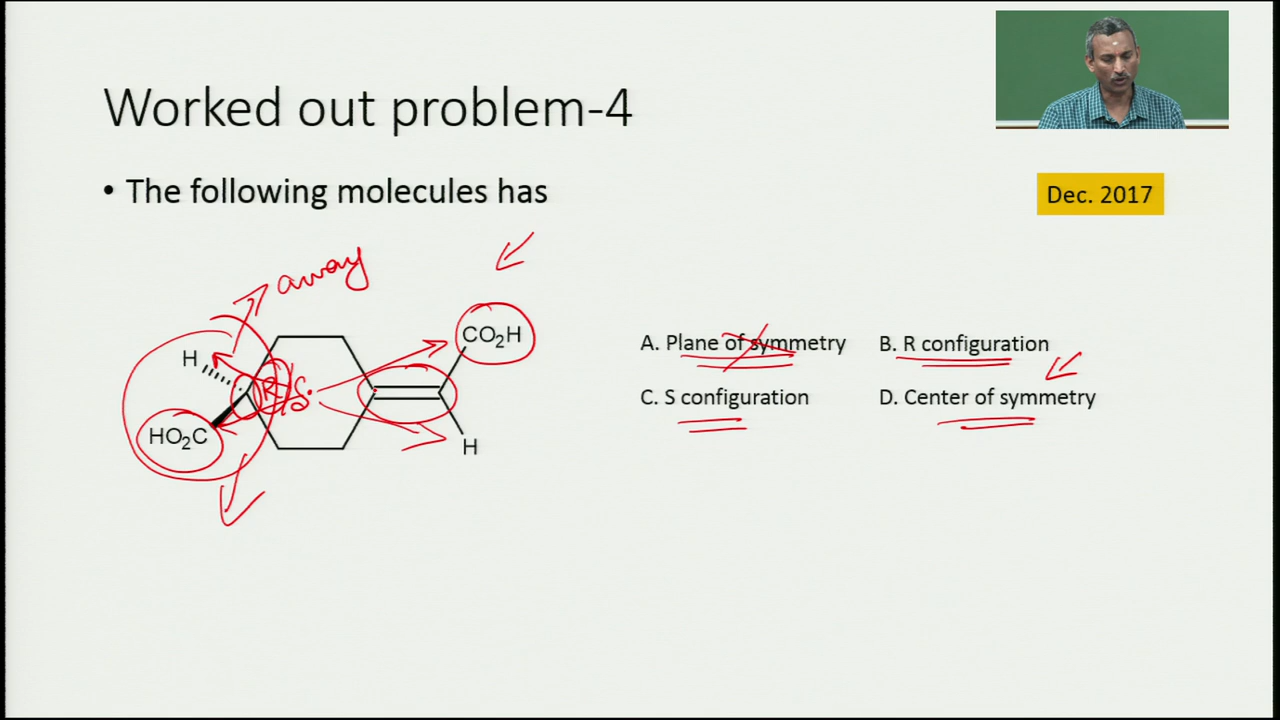 Worked out problem-4
• The following molecules has
Dec. 2017
away
H
CO₂H
R/S
HO₂C
H
A. Plane of symmetry B. R configuration
C. S configuration D. Center of symmetry